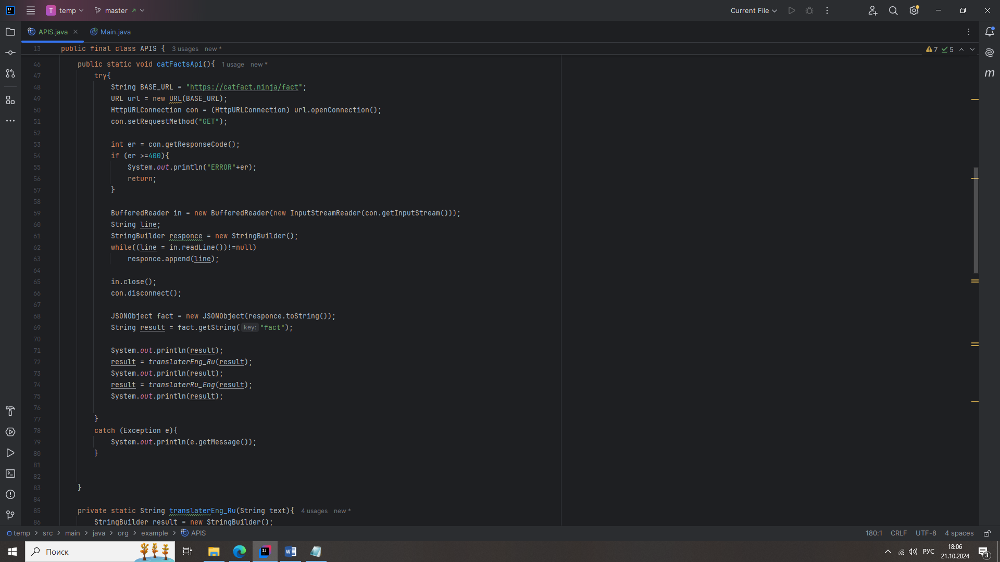 T temp master Current File
APIS.java Main.java
13 public final class APIS { 3 usages new *
7 5
46 public static void catFactsApi(){ 1 usage new *
47 try{
48 String BASE_URL = "https://catfact.ninja/fact";
49 URL url = new URL(BASE_URL);
50 HttpURLConnection con = (HttpURLConnection) url.openConnection();
51 con.setRequestMethod("GET");
52
53 int er = con.getResponseCode();
54 if (er >=400){
55 System.out.println("ERROR"+er);
56 return;
57 }
58
59 BufferedReader in = new BufferedReader(new InputStreamReader(con.getInputStream()));
60 String line;
61 StringBuilder responce = new StringBuilder();
62 while((line = in.readLine())!=null)
63 responce.append(line);
64
65 in.close();
66 con.disconnect();
67
68 JSONObject fact = new JSONObject(responce.toString());
69 String result = fact.getString( key: "fact");
70
71 System.out.println(result);
72 result = translaterEng_Ru(result);
73 System.out.println(result);
74 result = translaterRu_Eng(result);
75 System.out.println(result);
76
77 }
78 catch (Exception e){
79 System.out.println(e.getMessage());
80 }
81
82
83 }
84
85 private static String translaterEng_Ru(String text){ 4 usages new *
86 StringBuilder result = new StringBuilder();
temp > src > main > java > org > example > APIS 180:1 CRLF UTF-8 4 spaces
Поиск РУС 18:06
21.10.2024 3